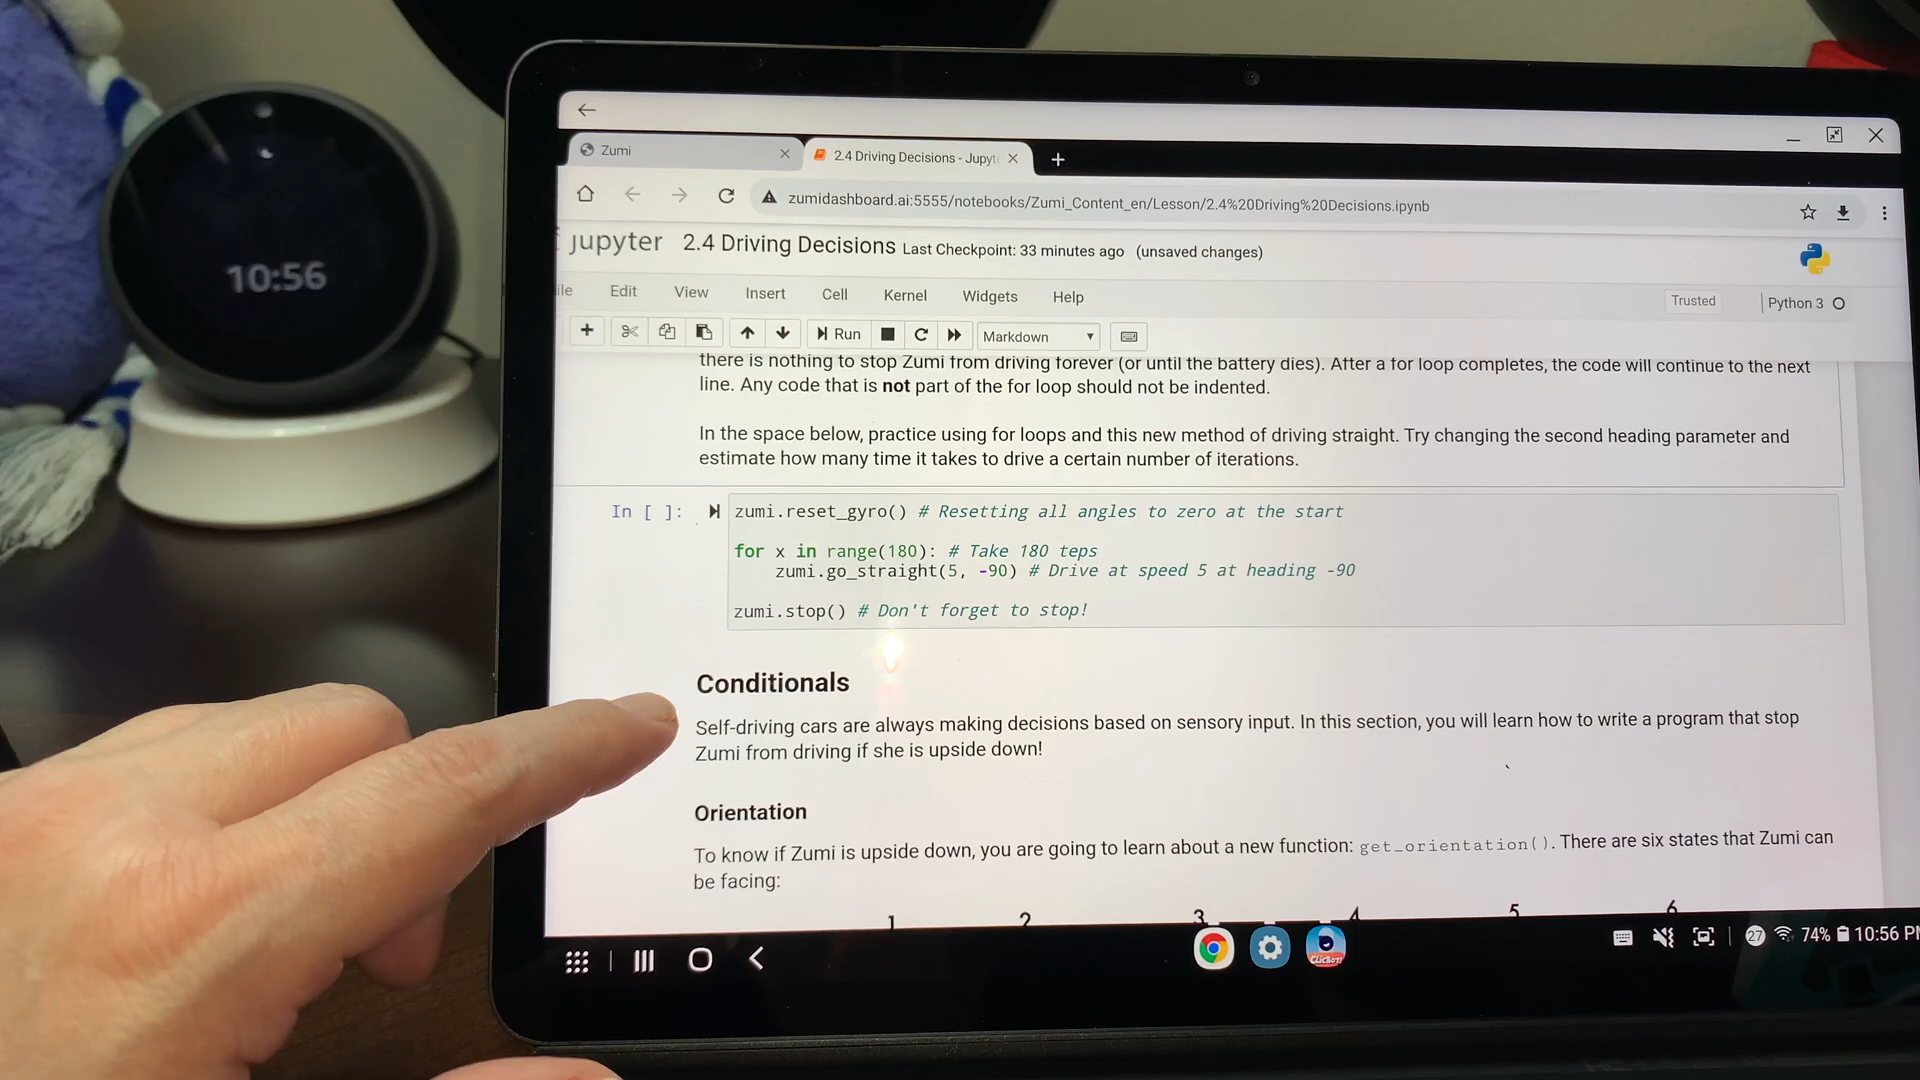 10:56
Zumi
2.4 Driving Decisions - Jupyt
zumidashboard.ai:5555/notebooks/Zumi_Content_en/Lesson/2.4%20Driving%20Decisions.ipynb
Jupyter 2.4 Driving Decisions Last Checkpoint: 33 minutes ago (unsaved changes)
ile Edit View Insert Cell Kernel Widgets Help Trusted Python 3
Run Markdown
there is nothing to stop Zumi from driving forever (or until the battery dies). After a for loop completes, the code will continue to the next
line. Any code that is not part of the for loop should not be indented.
In the space below, practice using for loops and this new method of driving straight. Try changing the second heading parameter and
estimate how many time it takes to drive a certain number of iterations.
In [ ]: zumi.reset_gyro() # Resetting all angles to zero at the start
for x in range(180): # Take 180 teps
zumi.go_straight(5, -90) # Drive at speed 5 at heading -90
zumi.stop() # Don't forget to stop!
Conditionals
Self-driving cars are always making decisions based on sensory input. In this section, you will learn how to write a program that stop
Zumi from driving if she is upside down!
Orientation
To know if Zumi is upside down, you are going to learn about a new function: get_orientation(). There are six states that Zumi can
be facing:
1 2 3 4 5 6
CLICBOT
27 74% 10:56 PM